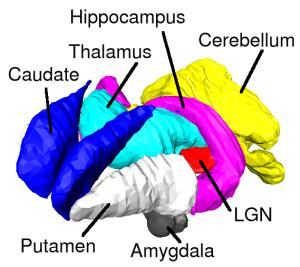 Hippocampus
Cerebellum
Thalamus
Caudate
LGN
Putamen
Amygdala